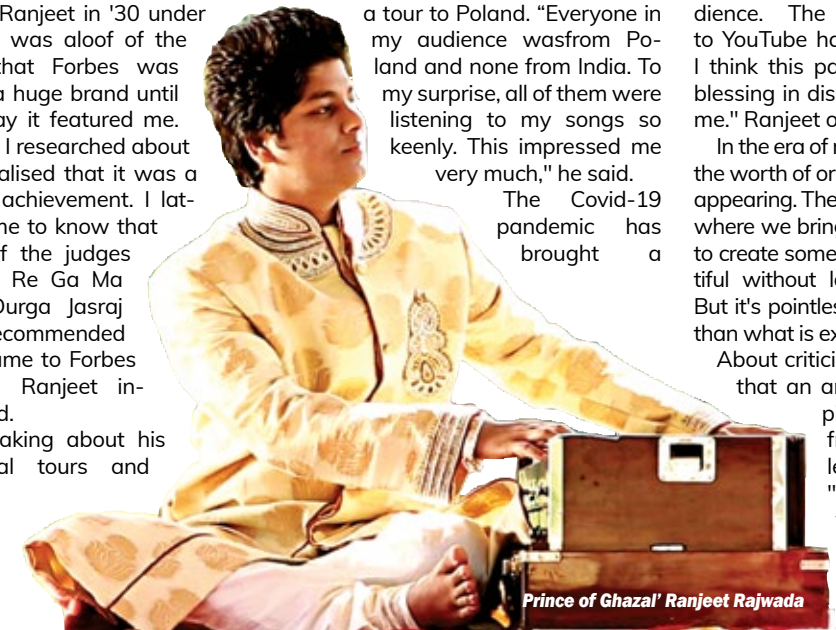 Ranjeet in '30 under
was aloof of the
that Forbes was
a huge brand until
ay it featured me.
I researched about
alised that it was a
achievement. I lat-
me to know that
f the judges
Re Ga Ma
Durga Jasraj
ecommended
ame to Forbes
Ranjeet in-
d.
aking about his
al tours and
a tour to Poland. “Everyone in
my audience wasfrom Po-
land and none from India. To
my surprise, all of them were
listening to my songs so
keenly. This impressed me
very much," he said.
The Covid-19
pandemic has
brought a
dience. The
to YouTube ha
I think this pa
blessing in dis
me." Ranjeet a
In the era of r
the worth of or
appearing. The
where we bring
to create some
tiful without le
But it's pointles
than what is ex
About critici
that an ar
p
fr
le
"
Prince of Ghazal’ Ranjeet Rajwada